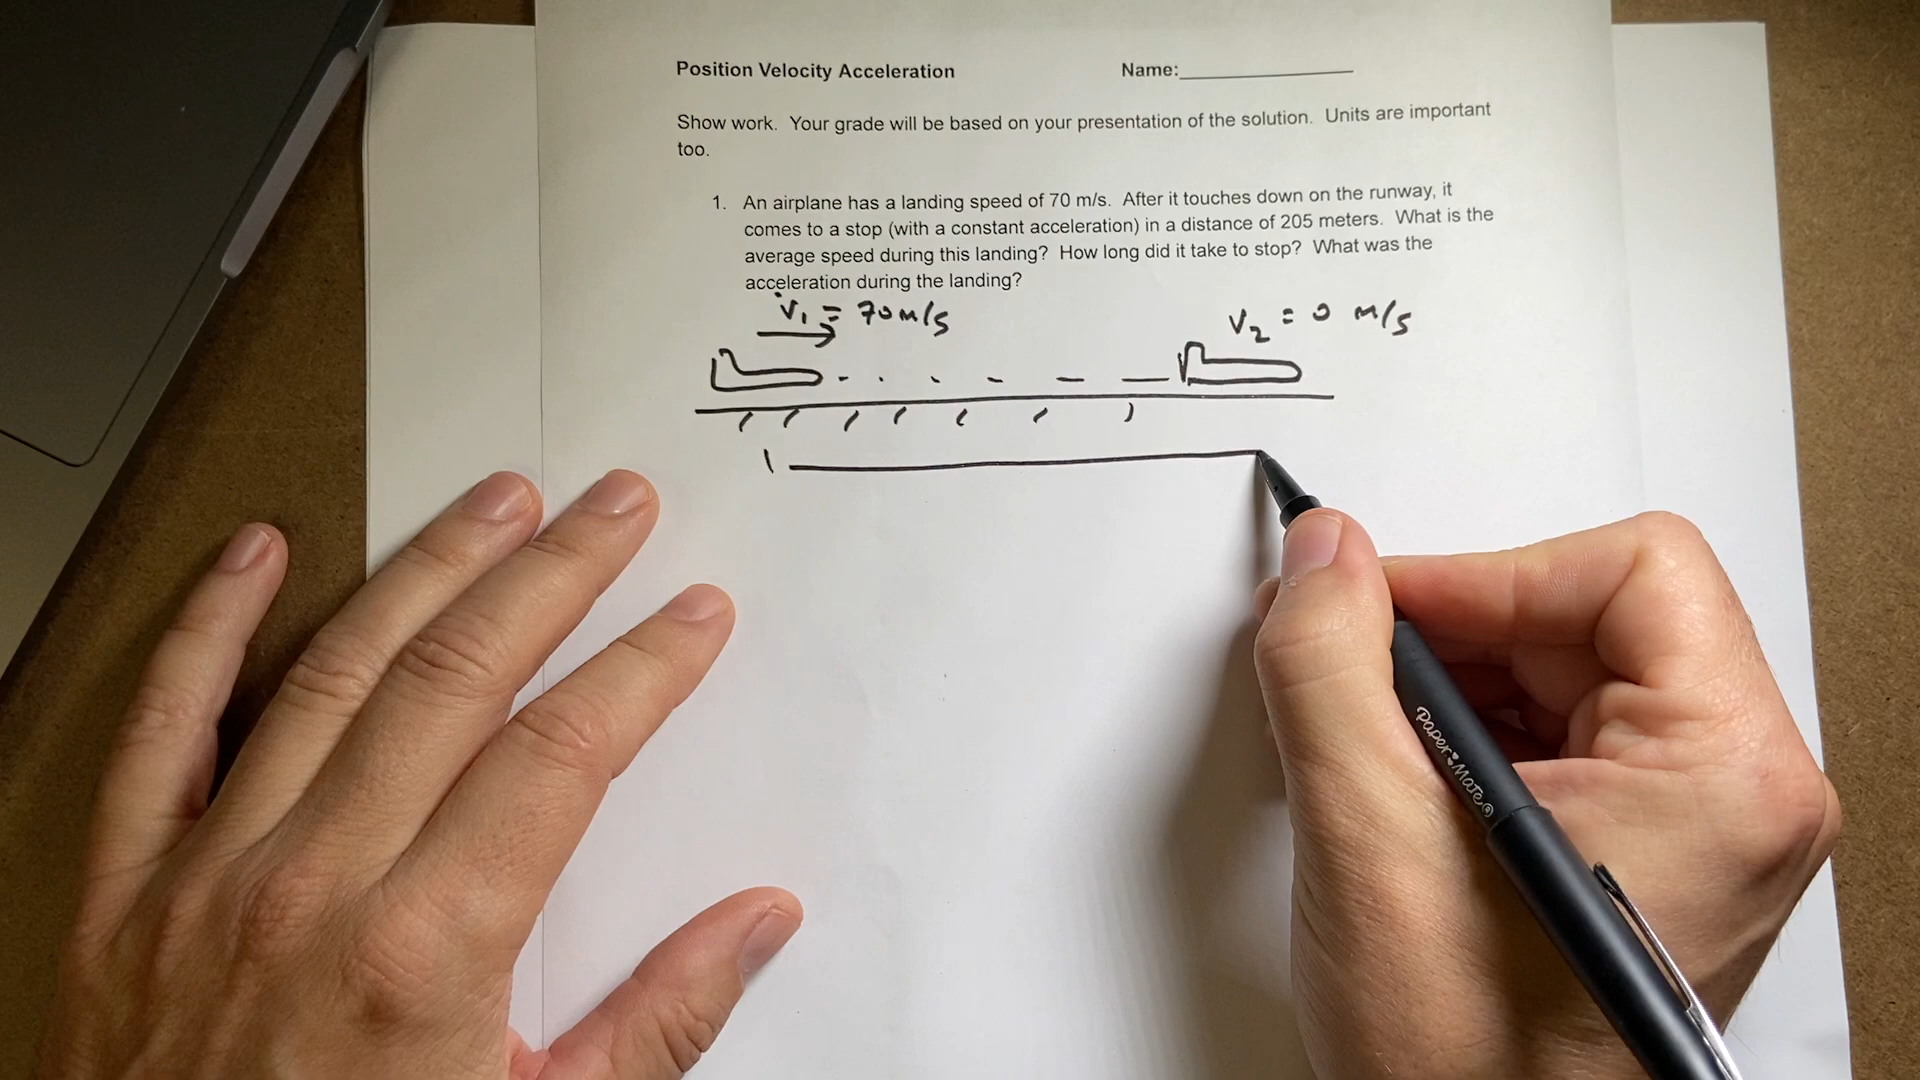 Position Velocity Acceleration Name:
Show work. Your grade will be based on your presentation of the solution. Units are important
too.
1. An airplane has a landing speed of 70 m/s. After it touches down on the runway, it
comes to a stop (with a constant acceleration) in a distance of 205 meters. What is the
average speed during this landing? How long did it take to stop? What was the
acceleration during the landing?
V₁ = 70 m/s
V₂ = 0 m/s
Paper Mate®